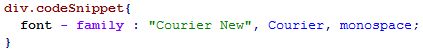 div.codeSnippet{
  font - family : "Courier New", Courier, monospace;
}